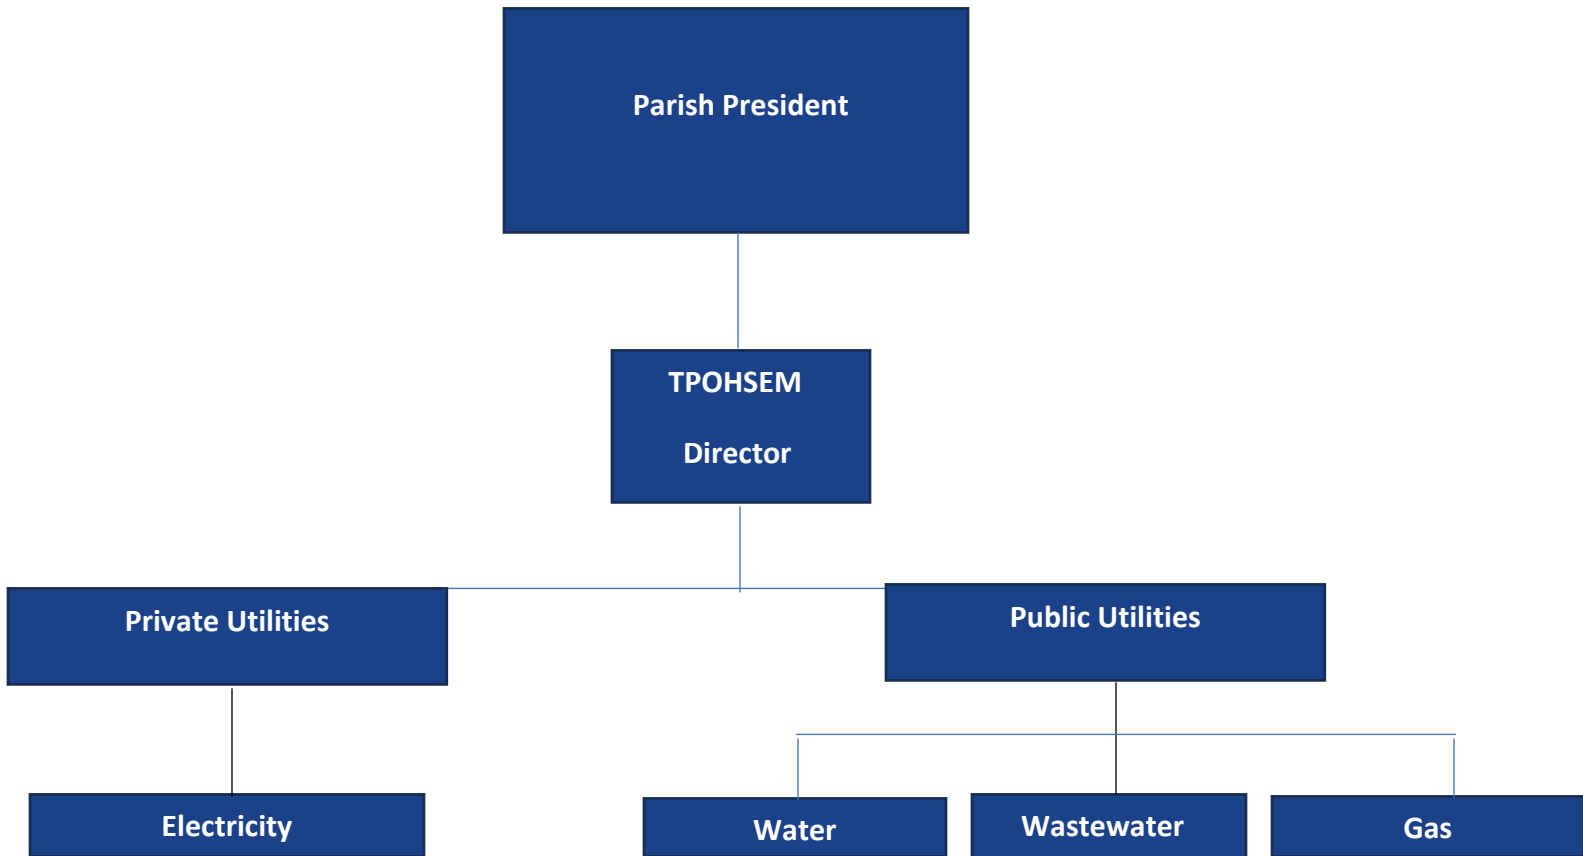 Parish President
TPOHSEM
Director
Private Utilities
Public Utilities
Electricity
Water
Wastewater
Gas